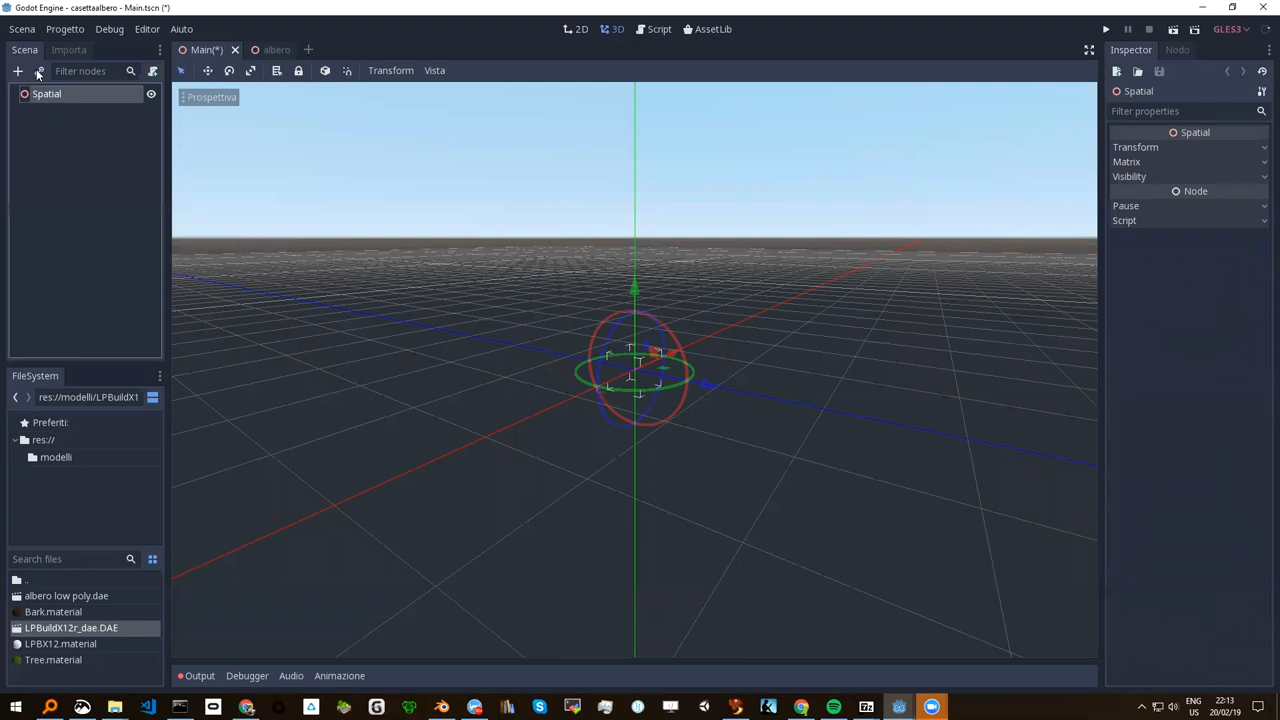 Godot Engine - casettaalbero - Main.tscn (*)
Scena Progetto Debug Editor Aiuto
2D 3D Script AssetLib
GLES3
Scena Importa
Main(*) albero
Inspector Nodo
Filter nodes
Transform Vista
Spatial
Prospettiva
Spatial
Filter properties
Spatial
Transform
Matrix
Visibility
Node
Pause
Script
FileSystem
res://modelli/LPBuildX1
Preferiti:
res://
modelli
Search files
..
albero low poly.dae
Bark.material
LPBuildX12r_dae.DAE
LPBX12.material
Tree.material
Output Debugger Audio Animazione
ENG
US
22:13
20/02/19